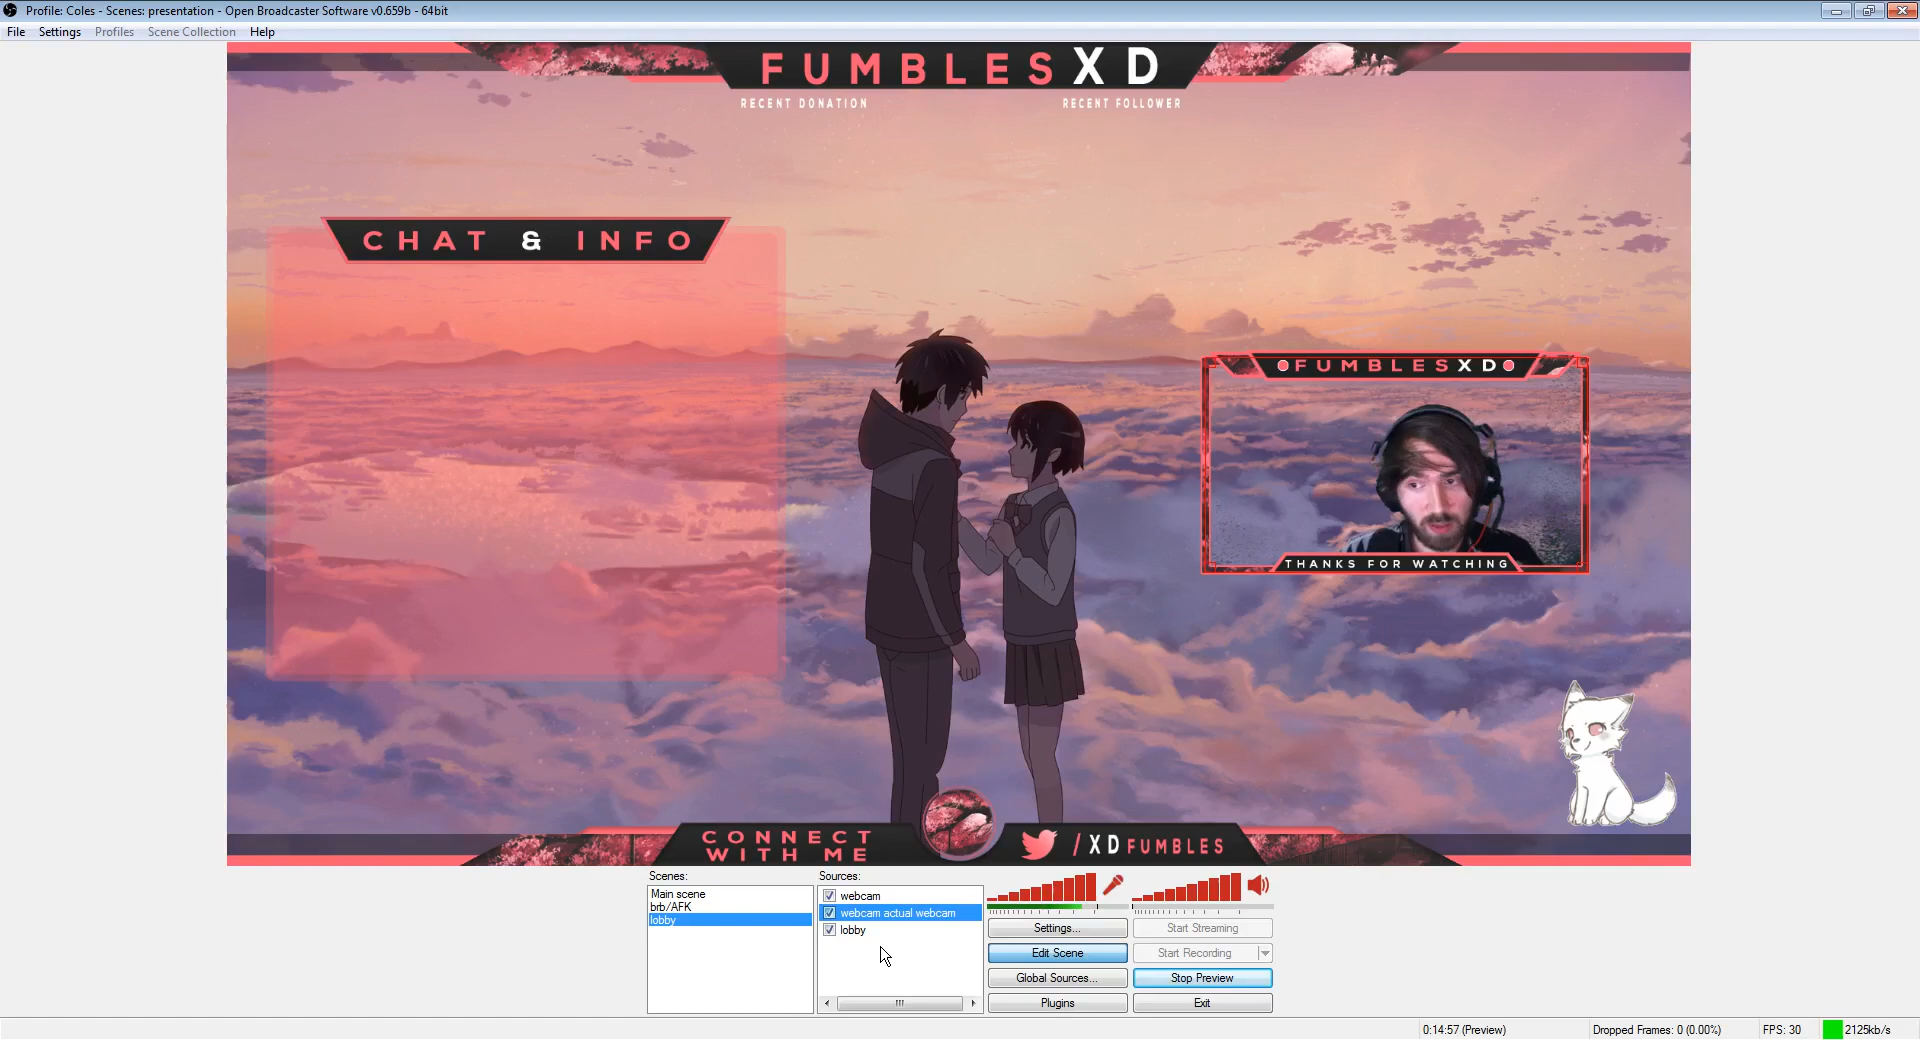 Profile: Coles - Scenes: presentation - Open Broadcaster Software v0.659b - 64bit
File Settings Profiles Scene Collection Help
FUMBLES XD
RECENT DONATION RECENT FOLLOWER
CHAT & INFO
FUMBLES XD
THANKS FOR WATCHING
CONNECT
WITH ME
/XDFUMBLES
Scenes:
Main scene
brb/AFK
lobby
Sources:
webcam
webcam actual webcam
lobby
Settings...
Start Streaming
Edit Scene
Start Recording
Global Sources...
Stop Preview
Plugins
Exit
0:14:57 (Preview) Dropped Frames: 0 (0.00%) FPS: 30 2125kb/s